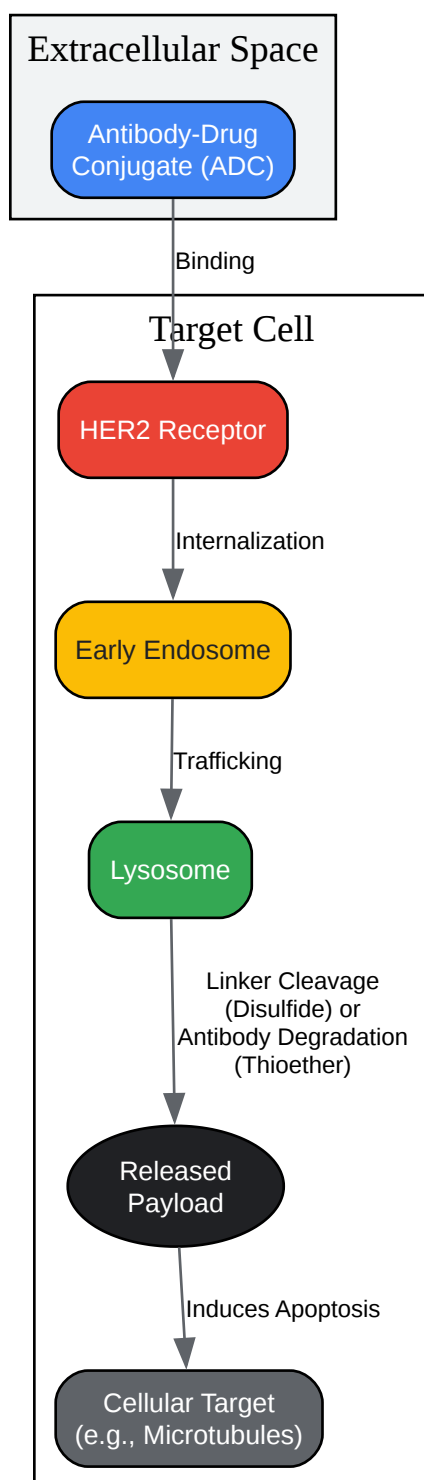 Extracellular Space
Antibody-Drug
Conjugate (ADC)
Binding
Target Cell
HER2 Receptor
Internalization
Early Endosome
Trafficking
Lysosome
Linker Cleavage
(Disulfide) or
Antibody Degradation
(Thioether)
Released
Payload
Induces Apoptosis
Cellular Target
(e.g., Microtubules)